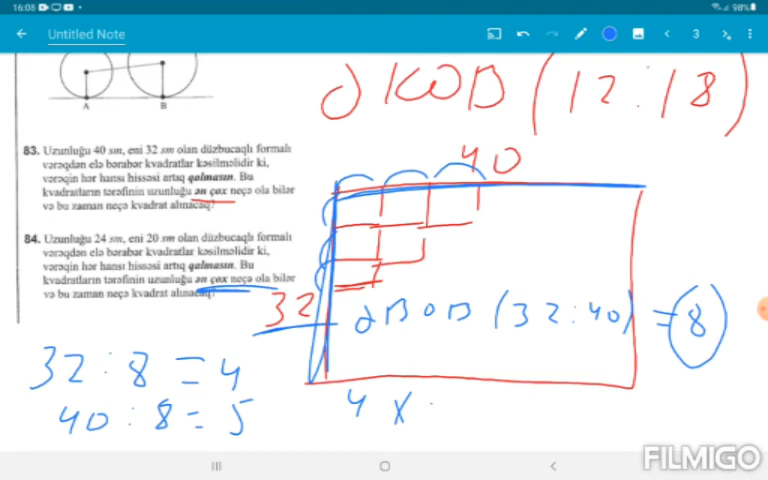 16:08
98%
Untitled Note
3
A B
83. Uzunluğu 40 sm, eni 32 sm olan düzbucaqlı formalı
vərəqdən elə bərabər kvadratlar kəsilməlidir ki,
vərəqin hər hansı hissəsi artıq qalmasın. Bu
kvadratların tərəfinin uzunluğu ən çox neçə ola bilər
və bu zaman neçə kvadrat alınacaq?
84. Uzunluğu 24 sm, eni 20 sm olan düzbucaqlı formalı
vərəqdən elə bərabər kvadratlar kəsilməlidir ki,
vərəqin hər hansı hissəsi artıq qalmasın. Bu
kvadratların tərəfinin uzunluğu ən çox neçə ola bilər
və bu zaman neçə kvadrat alınacaq?
ƏKOB (12:18)
40
32
ƏBOB (32:40) = 8
32 : 8 = 4
40 : 8 = 5
4 x .
FILMIGO